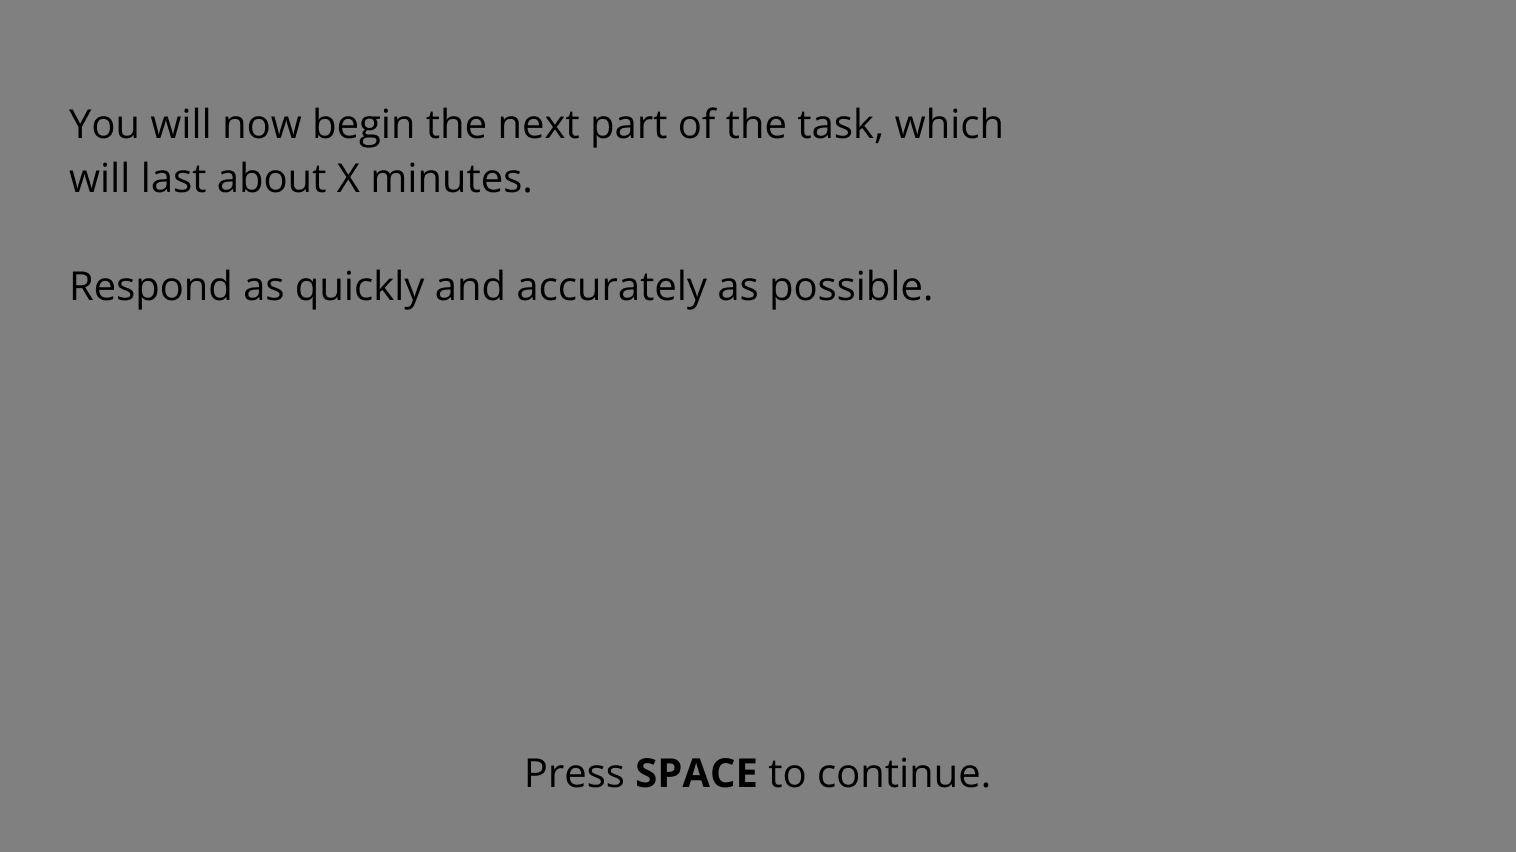 You will now begin the next part of the task, which
will last about X minutes.
Respond as quickly and accurately as possible.
Press SPACE to continue.